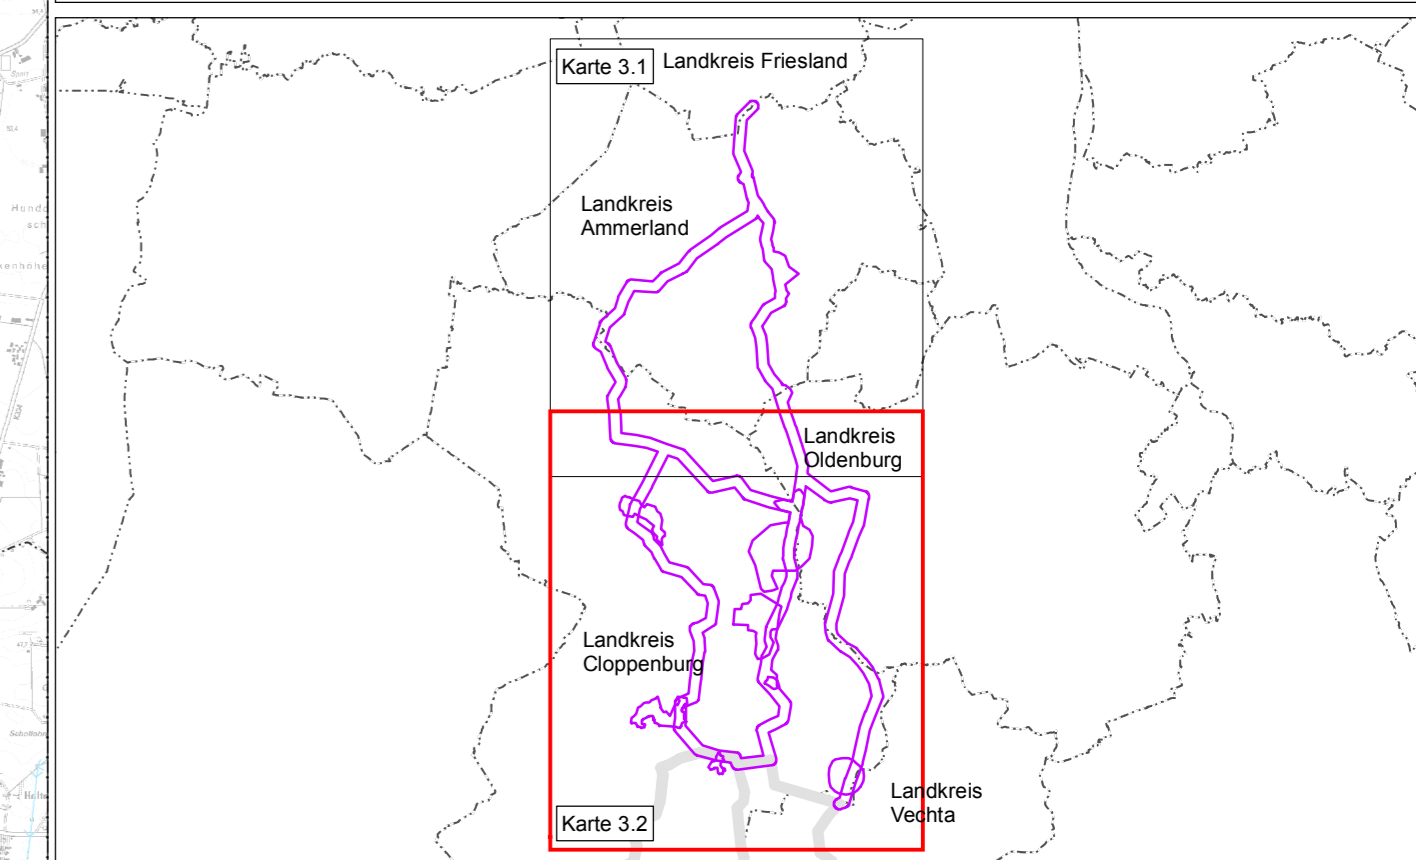 Karte 3.1
Landkreis Friesland
Landkreis
Ammerland
Landkreis
Oldenburg
Landkreis
Cloppenburg
Landkreis
Vechta
Karte 3.2